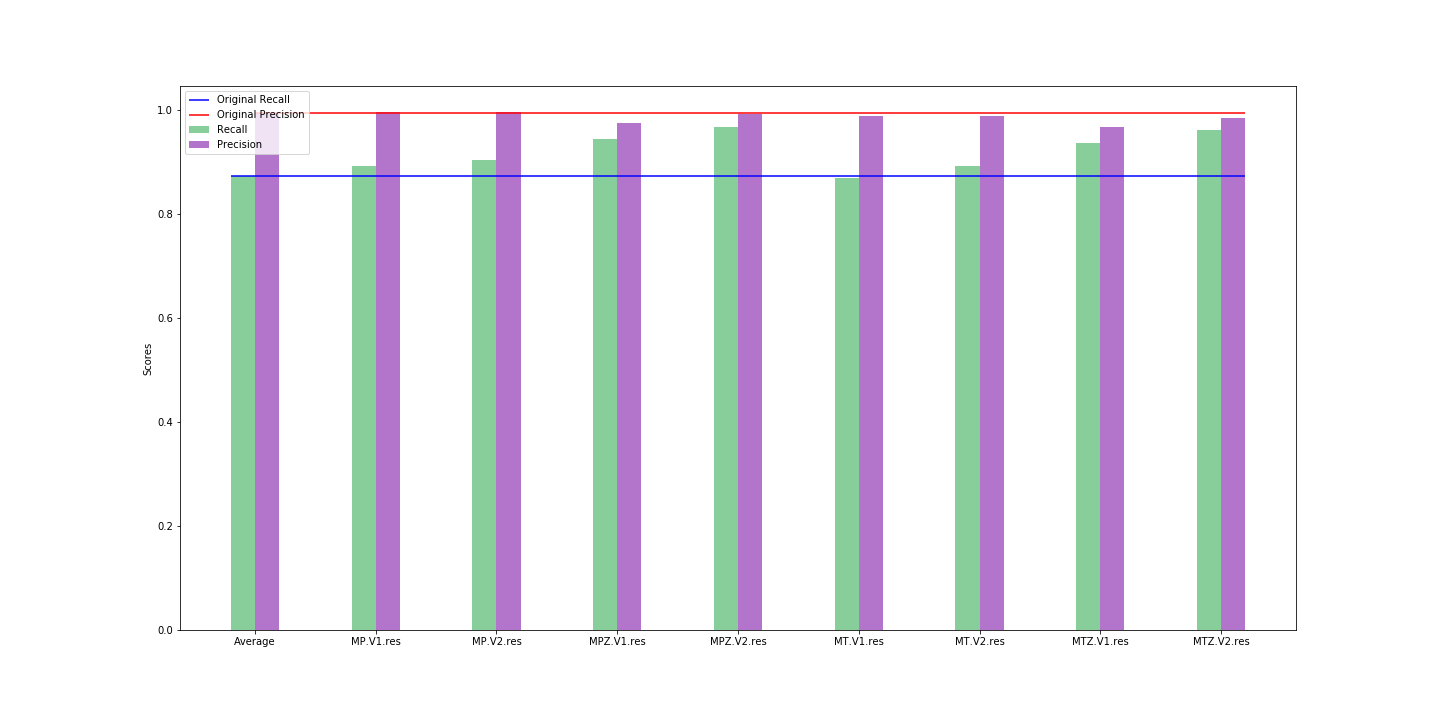 Original Recall
Original Precision
Recall
Precision
1.0
0.8
0.6
0.4
0.2
0.0
Scores
Average MP.V1.res MP.V2.res MPZ.V1.res MPZ.V2.res MT.V1.res MT.V2.res MTZ.V1.res MTZ.V2.res